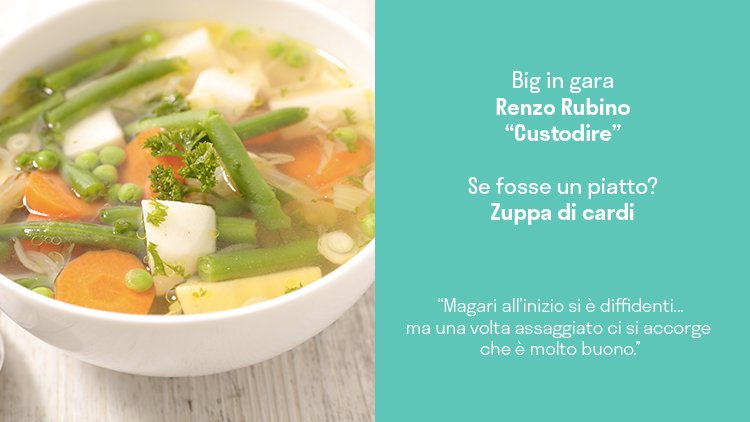 Big in gara
Renzo Rubino
“Custodire”
Se fosse un piatto?
Zuppa di cardi
“Magari all'inizio si è diffidenti...
ma una volta assaggiato ci si accorge
che è molto buono.”